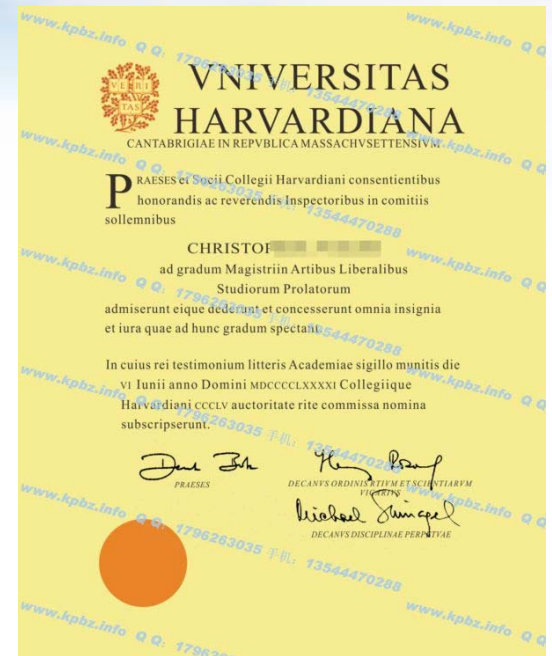 VE RI
TAS
VNIVERSITAS
HARVARDIANA
CANTABRIGIAE IN REPVBLICA MASSACHVSETTENSIVM
PRAESES et Socii Collegii Harvardiani consentientibus
honorandis ac reverendis Inspectoribus in comitiis
sollemnibus
CHRISTOF
ad gradum Magistriin Artibus Liberalibus
Studiorum Prolatorum
admiserunt eique dederunt et concesserunt omnia insignia
et iura quae ad hunc gradum spectant.
In cuius rei testimonium litteris Academiae sigillo munitis die
VI Iunii anno Domini MDCCCCLXXXXI Collegiique
Harvardiani CCCLV auctoritate rite commissa nomina
subscripserunt.
PRAESES
DECANVS ORDINIS RTIVM ET SCIENTIARVM
VICARIVS
DECANVS DISCIPLINAE PERPETVAE
www.kpbz.info QQ: 1796263035 手机: 13544470288